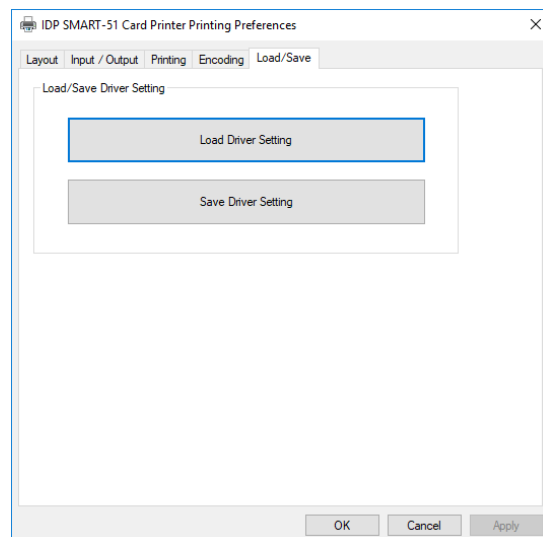 IDP SMART-51 Card Printer Printing Preferences
Layout Input / Output Printing Encoding Load/Save
Load/Save Driver Setting
Load Driver Setting
Save Driver Setting
OK Cancel Apply